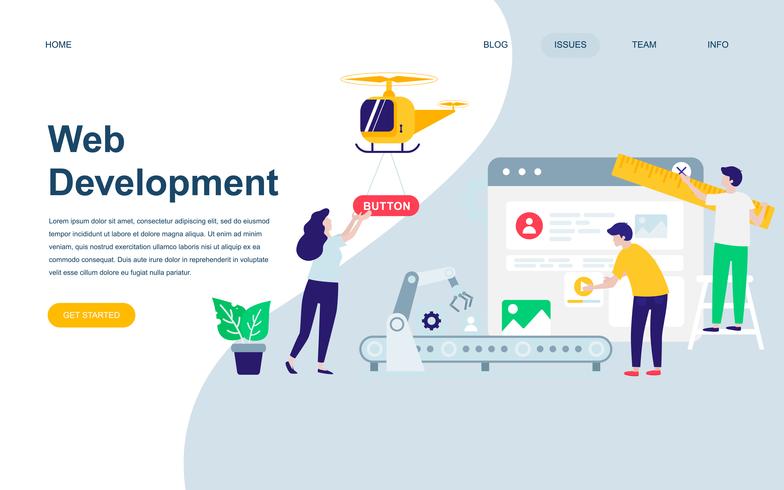 HOME
BLOG
ISSUES
TEAM
INFO
Web
Development
BUTTON
Lorem ipsum dolor sit amet, consectetur adipiscing elit, sed do eiusmod
tempor incididunt ut labore et dolore magna aliqua. Ut enim ad minim
veniam, quis nostrud exercitation ullamco laboris nisi ut aliquip ex ea
commodo consequat. Duis aute irure dolor in reprehenderit in voluptate
velit esse cillum dolore eu fugiat nulla pariatur.
GET STARTED